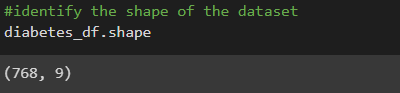 #identify the shape of the dataset
diabetes_df.shape
(768, 9)